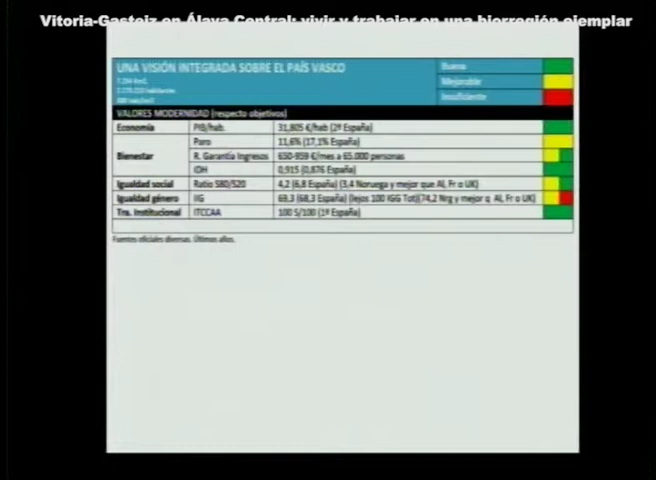 Vitoria-Gasteiz en Álava Central: vivir y trabajar en una biorregión ejemplar
UNA VISIÓN INTEGRADA SOBRE EL PAÍS VASCO
Bueno
Mejorable
Insuficiente
VALORES MODERNIDAD (respecto objetivos)
Economía PIB/hab. 31,805 €/hab (2ª España)
Paro 11,6% (17,1% España)
Bienestar R. Garantía Ingresos 650-959 €/mes a 65.000 personas
IDH 0,915 (0,876 España)
Igualdad social Ratio S80/S20 4,2 (6,8 España) (3,4 Noruega y mejor que Al, Fr o UK)
Igualdad género IIG 69,3 (68,3 España) (lejos 100 IGG Tot)(74,2 Nrg y mejor q Al, Fr o UK)
Tra. Institucional ITCCAA 100 S/100 (1ª España)
Fuentes oficiales diversas. Últimos años.